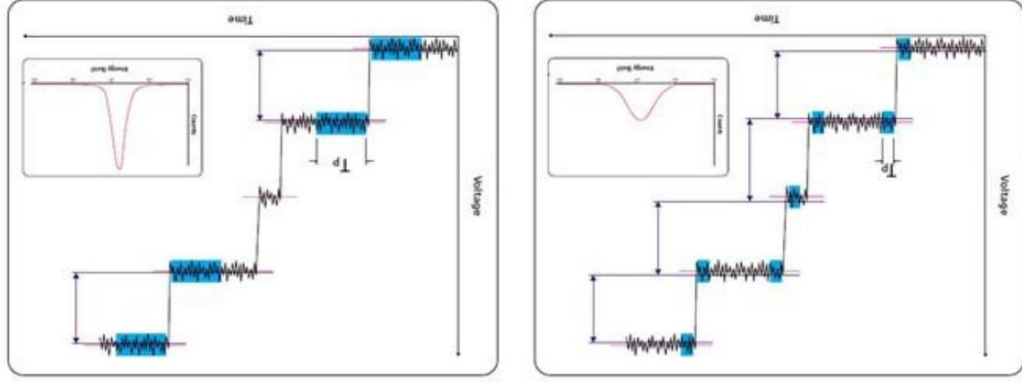 Voltage
Tp
Counts
Energy (keV)
Time
Voltage
Tp
Counts
Energy (keV)
Time